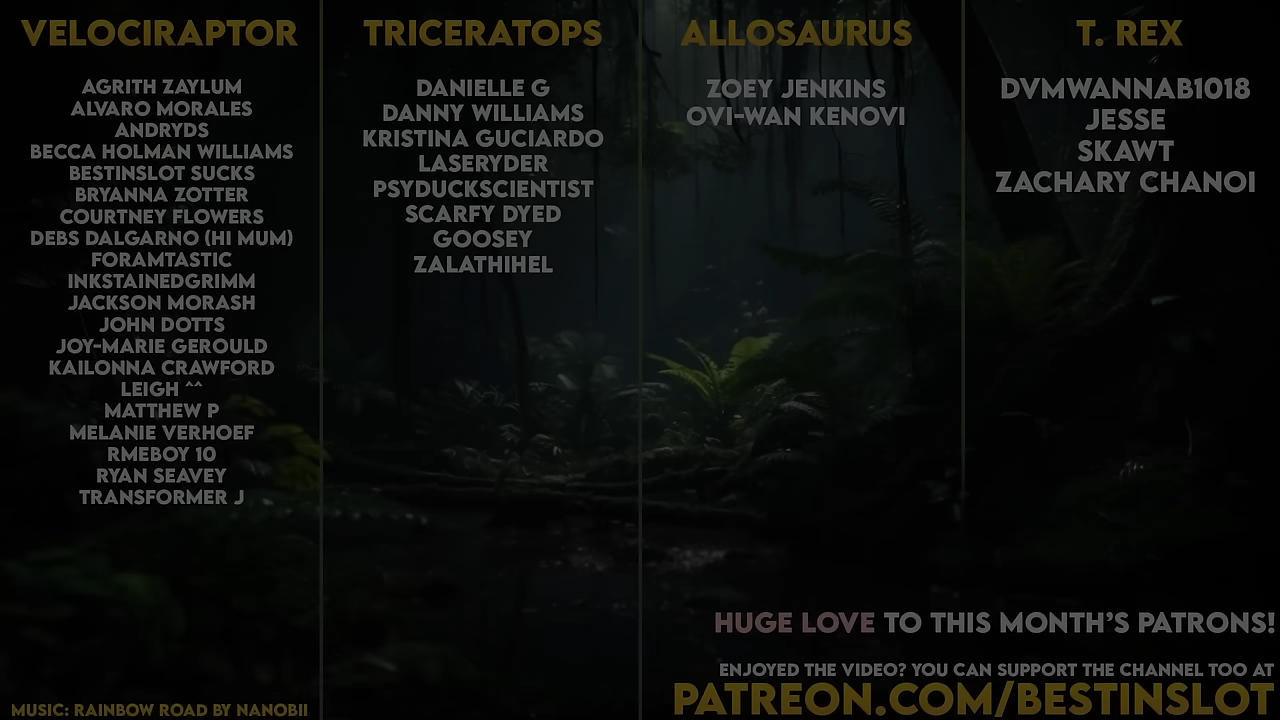 VELOCIRAPTOR
AGRITH ZAYLUM
ALVARO MORALES
ANDRYDS
BECCA HOLMAN WILLIAMS
BESTINSLOT SUCKS
BRYANNA ZOTTER
COURTNEY FLOWERS
DEBS DALGARNO (HI MUM)
FORAMTASTIC
INKSTAINEDGRIMM
JACKSON MORASH
JOHN DOTTS
JOY-MARIE GEROULD
KAILONNA CRAWFORD
LEIGH ^^
MATTHEW P
MELANIE VERHOEF
RMEBOY 10
RYAN SEAVEY
TRANSFORMER J
MUSIC: RAINBOW ROAD BY NANOBII
TRICERATOPS
DANIELLE G
DANNY WILLIAMS
KRISTINA GUCIARDO
LASERYDER
PSYDUCKSCIENTIST
SCARFY DYED
GOOSEY
ZALATHIHEL
ALLOSAURUS
ZOEY JENKINS
OVI-WAN KENOVI
T. REX
DVMWANNAB1018
JESSE
SKAWT
ZACHARY CHANOI
HUGE LOVE TO THIS MONTH'S PATRONS!
ENJOYED THE VIDEO? YOU CAN SUPPORT THE CHANNEL TOO AT
PATREON.COM/BESTINSLOT